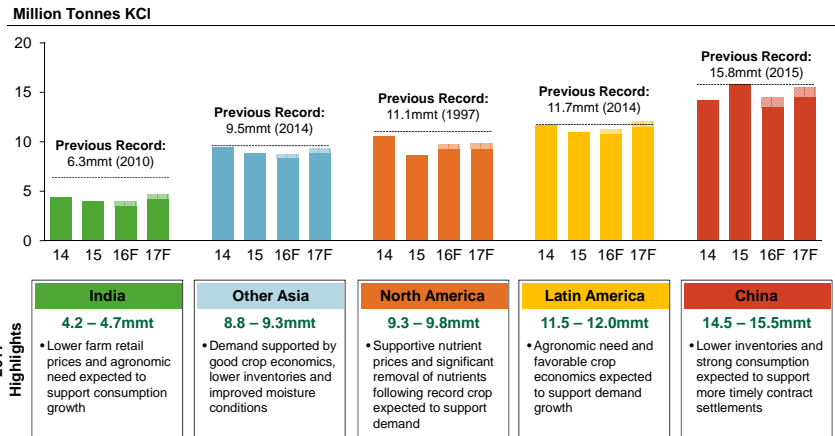 Million Tonnes KCl
20
15
10
5
0
Previous Record:
6.3mmt (2010)
Previous Record:
9.5mmt (2014)
Previous Record:
11.1mmt (1997)
Previous Record:
11.7mmt (2014)
Previous Record:
15.8mmt (2015)
14 15 16F 17F
14 15 16F 17F
14 15 16F 17F
14 15 16F 17F
14 15 16F 17F
Highlights
India
4.2 – 4.7mmt
• Lower farm retail
prices and agronomic
need expected to
support consumption
growth
Other Asia
8.8 – 9.3mmt
• Demand supported by
good crop economics,
lower inventories and
improved moisture
conditions
North America
9.3 – 9.8mmt
• Supportive nutrient
prices and significant
removal of nutrients
following record crop
expected to support
demand
Latin America
11.5 – 12.0mmt
• Agronomic need and
favorable crop
economics expected
to support demand
growth
China
14.5 – 15.5mmt
• Lower inventories and
strong consumption
expected to support
more timely contract
settlements